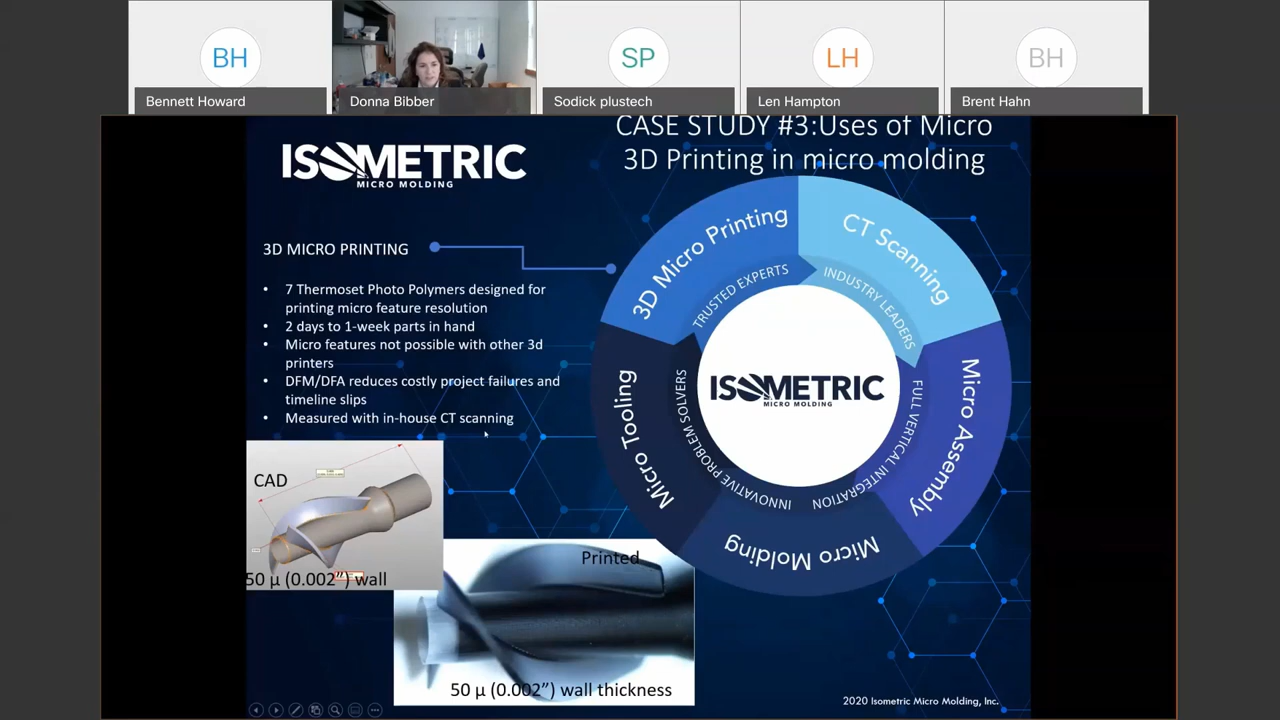 BH
Bennett Howard
Donna Bibber
SP
Sodick plustech
LH
Len Hampton
BH
Brent Hahn
ISOMETRIC
MICRO MOLDING
CASE STUDY #3:Uses of Micro
3D Printing in micro molding
3D MICRO PRINTING
• 7 Thermoset Photo Polymers designed for
printing micro feature resolution
• 2 days to 1-week parts in hand
• Micro features not possible with other 3d
printers
• DFM/DFA reduces costly project failures and
timeline slips
• Measured with in-house CT scanning
3D Micro Printing
CT Scanning
Micro Assembly
Micro Molding
Micro Tooling
TRUSTED EXPERTS
INDUSTRY LEADERS
FULL VERTICAL INTEGRATION
INNOVATIVE PROBLEM SOLVERS
ISOMETRIC
MICRO MOLDING
CAD
50 µ (0.002”) wall
Printed
50 µ (0.002”) wall thickness
2020 Isometric Micro Molding, Inc.